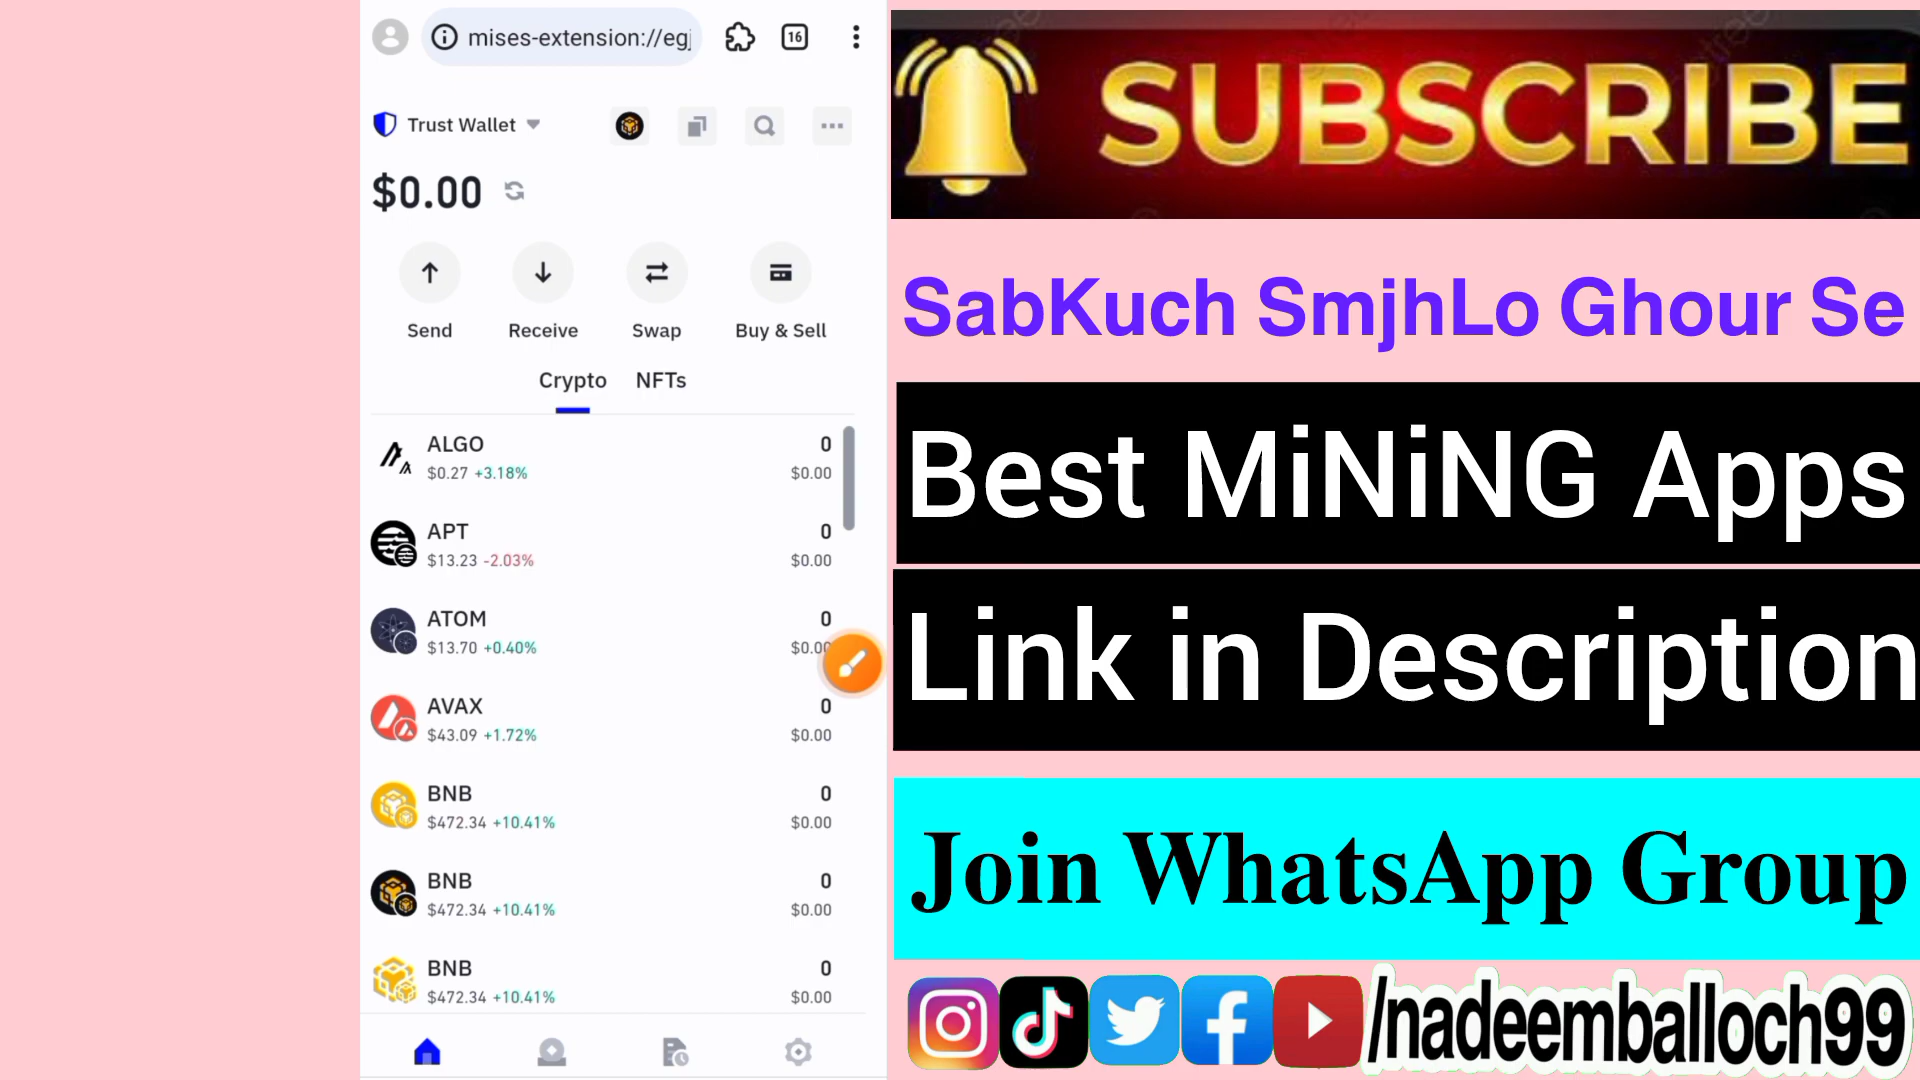 mises-extension://egj
16
Trust Wallet
$0.00
Send Receive Swap Buy & Sell
Crypto NFTs
ALGO 0
$0.27 +3.18% $0.00
APT 0
$13.23 -2.03% $0.00
ATOM 0
$13.70 +0.40% $0.00
AVAX 0
$43.09 +1.72% $0.00
BNB 0
$472.34 +10.41% $0.00
BNB 0
$472.34 +10.41% $0.00
BNB 0
$472.34 +10.41% $0.00
SUBSCRIBE
SabKuch SmjhLo Ghour Se
Best MiNiNG Apps
Link in Description
Join WhatsApp Group
/nadeemballoch99